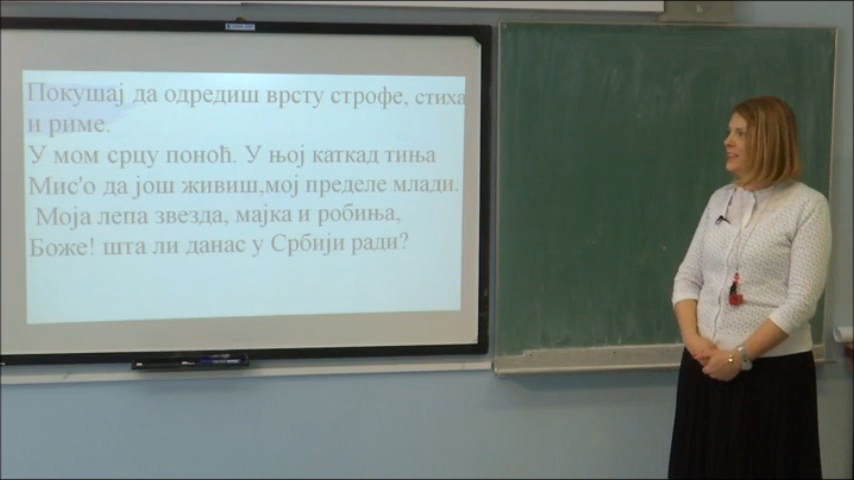 Покушај да одредиш врсту строфе, стиха
и риме.
У мом срцу поноћ. У њој каткад тиња
Мис'о да још живиш,мој пределе млади.
Моја лепа звезда, мајка и робиња,
Боже! шта ли данас у Србији ради?